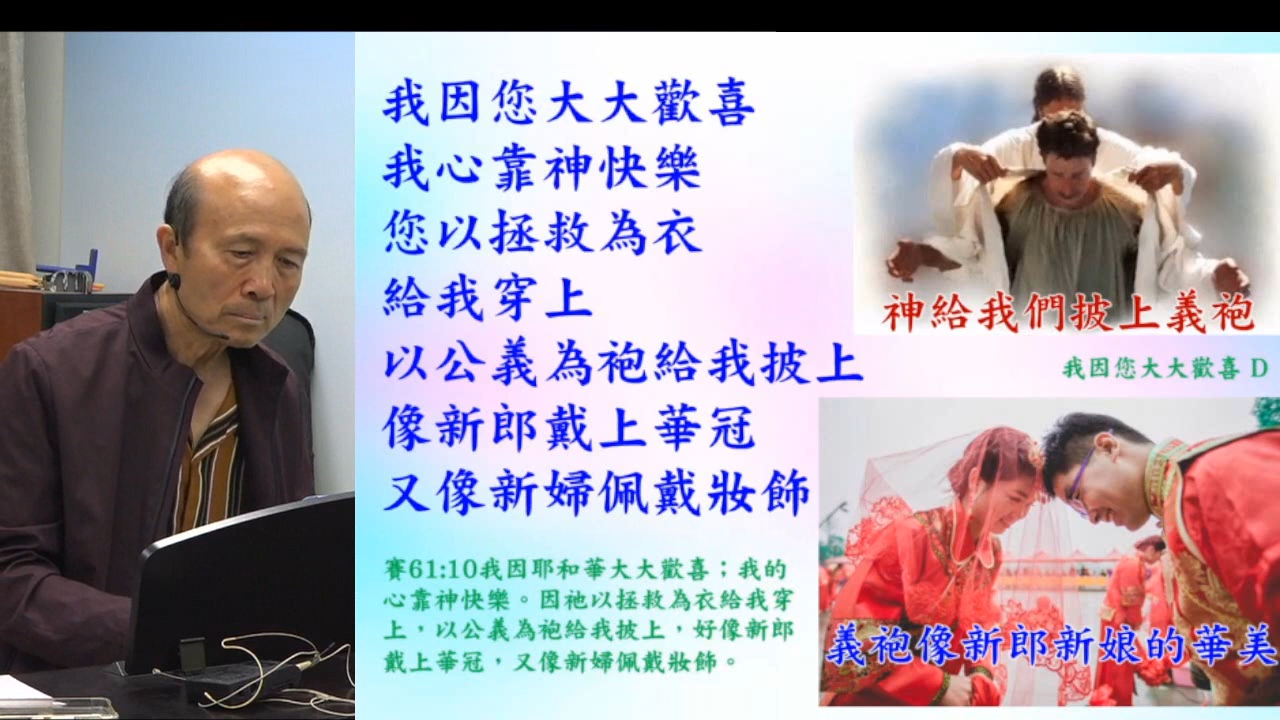 我因您大大歡喜
我心靠神快樂
您以拯救為衣
給我穿上
以公義為袍給我披上
像新郎戴上華冠
又像新婦佩戴妝飾
賽61:10我因耶和華大大歡喜；我的
心靠神快樂。因祂以拯救為衣給我穿
上，以公義為袍給我披上，好像新郎
戴上華冠，又像新婦佩戴妝飾。
神給我們披上義袍
我因您大大歡喜 D
義袍像新郎新娘的華美